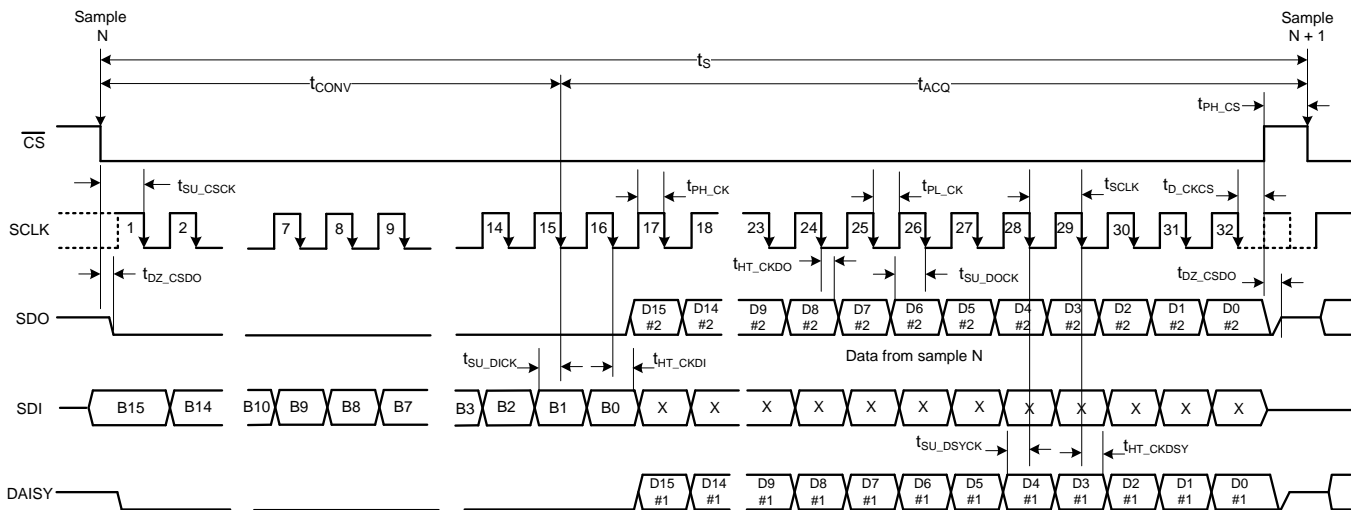 Sample
N
Sample
N + 1
tS
tCONV
tACQ
tPH_CS
CS
tSU_CSCK
tPH_CK
tPL_CK
tSCLK
tD_CKCS
SCLK
1 2 7 8 9 14 15 16 17 18 23 24 25 26 27 28 29 30 31 32
tDZ_CSDO
tHT_CKDO
tSU_DOCK
tDZ_CSDO
SDO
D15 #2
D14 #2
D9 #2
D8 #2
D7 #2
D6 #2
D5 #2
D4 #2
D3 #2
D2 #2
D1 #2
D0 #2
tSU_DICK
tHT_CKDI
Data from sample N
SDI
B15 B14 B10 B9 B8 B7 B3 B2 B1 B0 X X X X X X X X X X X X
tSU_DSYCK
tHT_CKDSY
DAISY
D15 #1
D14 #1
D9 #1
D8 #1
D7 #1
D6 #1
D5 #1
D4 #1
D3 #1
D2 #1
D1 #1
D0 #1